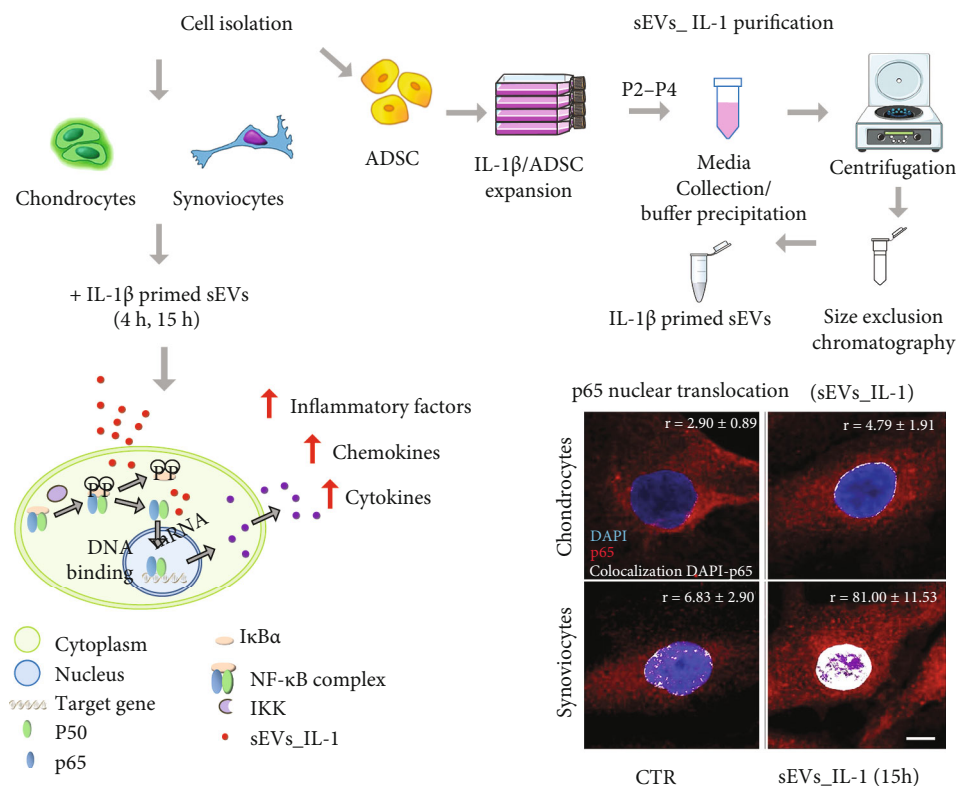 Cell isolation
sEVs_ IL-1 purification
P2–P4
ADSC
IL-1β/ADSC
expansion
Media
Collection/
buffer precipitation
Centrifugation
Chondrocytes
Synoviocytes
+ IL-1β primed sEVs
(4 h, 15 h)
IL-1β primed sEVs
Size exclusion
chromatography
Inflammatory factors
Chemokines
Cytokines
P P
P P
mRNA
DNA
binding
Cytoplasm
Nucleus
Target gene
P50
p65
IκBα
NF-κB complex
IKK
sEVs_IL-1
p65 nuclear translocation
(sEVs_IL-1)
Chondrocytes
r = 2.90 ± 0.89
r = 4.79 ± 1.91
DAPI
p65
Colocalization DAPI-p65
Synoviocytes
r = 6.83 ± 2.90
r = 81.00 ± 11.53
CTR
sEVs_IL-1 (15h)